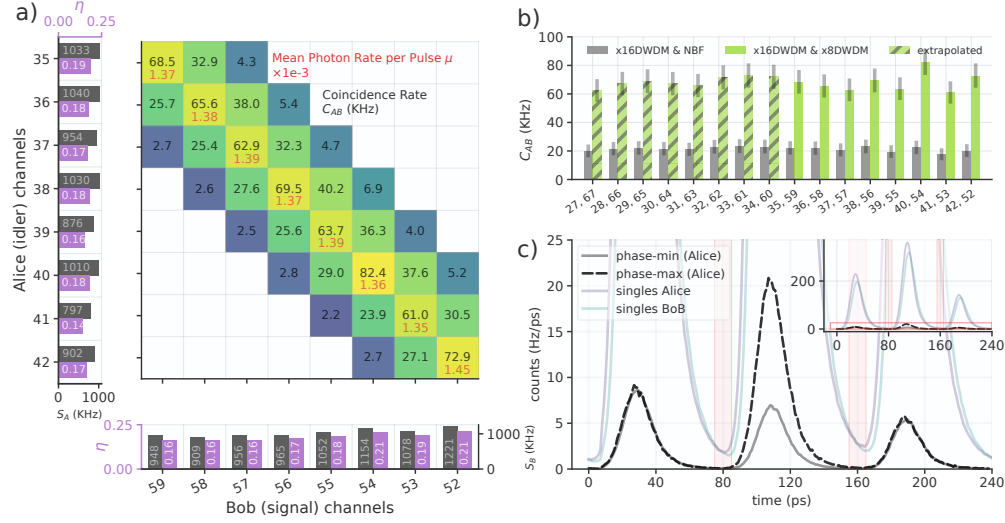 a)
η
0.00 0.25
35
36
37
38
39
40
41
42
Alice (idler) channels
1033
0.19
1040
0.18
954
0.17
1030
0.18
876
0.16
1010
0.18
797
0.14
902
0.17
0 1000
S_A (KHz)
Mean Photon Rate per Pulse μ
×1e-3
Coincidence Rate
C_AB (KHz)
68.5 32.9 4.3
1.37
25.7 65.6 38.0 5.4
1.38
2.7 25.4 62.9 32.3 4.7
1.39
2.6 27.6 69.5 40.2 6.9
1.37
2.5 25.6 63.7 36.3 4.0
1.39
2.8 29.0 82.4 37.6 5.2
1.36
2.2 23.9 61.0 30.5
1.35
2.7 27.1 72.9
1.45
η
0.25
0.00
948 0.16 909 0.16 956 0.16 965 0.17 1052 0.18 1154 0.21 1078 0.19 1221 0.21
1000
0
S_B (KHz)
59 58 57 56 55 54 53 52
Bob (signal) channels
b)
x16DWDM & NBF x16DWDM & x8DWDM extrapolated
100
80
60
40
20
0
C_AB (KHz)
27, 67 28, 66 29, 65 30, 64 31, 63 32, 62 33, 61 34, 60 35, 59 36, 58 37, 57 38, 56 39, 55 40, 54 41, 53 42, 52
c)
phase-min (Alice)
phase-max (Alice)
singles Alice
singles BoB
25
20
15
10
5
0
counts (Hz/ps)
200
0
0 80 160 240
0 40 80 120 160 200 240
time (ps)